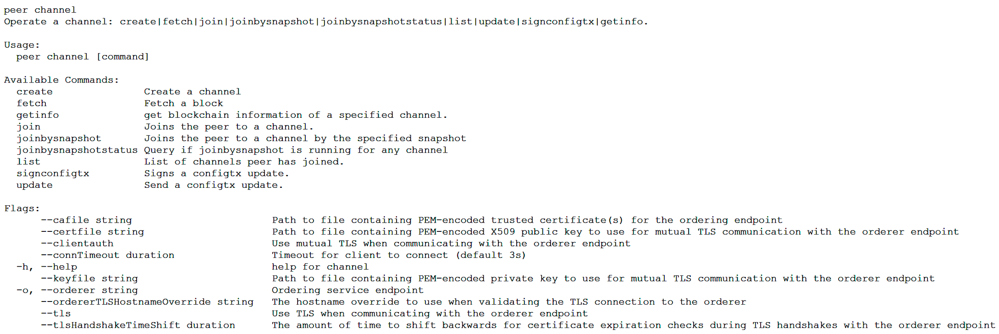 peer channel
Operate a channel: create|fetch|join|joinbysnapshot|joinbysnapshotstatus|list|update|signconfigtx|getinfo.

Usage:
  peer channel [command]

Available Commands:
  create               Create a channel
  fetch                Fetch a block
  getinfo              get blockchain information of a specified channel.
  join                 Joins the peer to a channel.
  joinbysnapshot       Joins the peer to a channel by the specified snapshot
  joinbysnapshotstatus Query if joinbysnapshot is running for any channel
  list                 List of channels peer has joined.
  signconfigtx         Signs a configtx update.
  update               Send a configtx update.

Flags:
      --cafile string                       Path to file containing PEM-encoded trusted certificate(s) for the ordering endpoint
      --certfile string                     Path to file containing PEM-encoded X509 public key to use for mutual TLS communication with the orderer endpoint
      --clientauth                          Use mutual TLS when communicating with the orderer endpoint
      --connTimeout duration                Timeout for client to connect (default 3s)
  -h, --help                                help for channel
      --keyfile string                      Path to file containing PEM-encoded private key to use for mutual TLS communication with the orderer endpoint
  -o, --orderer string                      Ordering service endpoint
      --ordererTLSHostnameOverride string   The hostname override to use when validating the TLS connection to the orderer
      --tls                                 Use TLS when communicating with the orderer endpoint
      --tlsHandshakeTimeShift duration      The amount of time to shift backwards for certificate expiration checks during TLS handshakes with the orderer endpoint